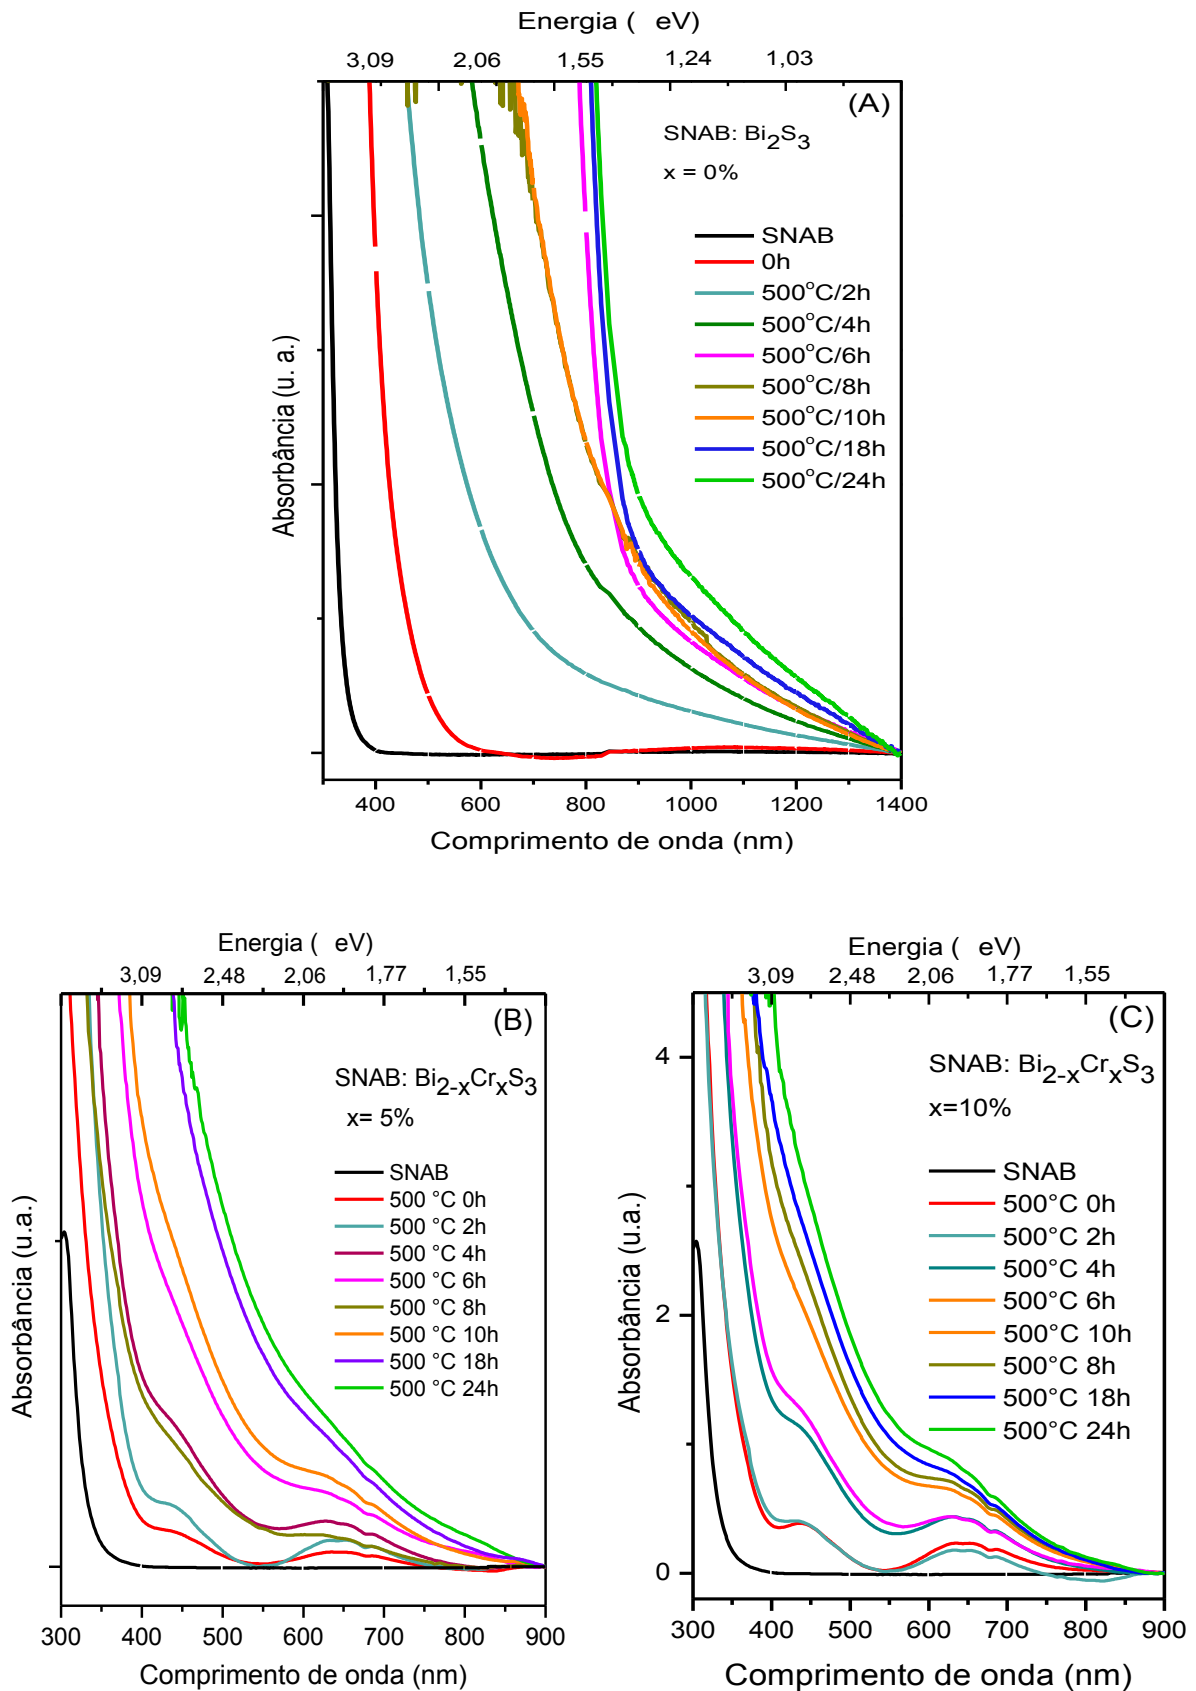 Energia ( eV)
3,09 2,06 1,55 1,24 1,03
(A)
SNAB: Bi2S3
x = 0%
SNAB
0h
500°C/2h
500°C/4h
500°C/6h
500°C/8h
500°C/10h
500°C/18h
500°C/24h
Absorbância (u. a.)
400 600 800 1000 1200 1400
Comprimento de onda (nm)
Energia ( eV)
3,09 2,48 2,06 1,77 1,55
(B)
SNAB: Bi2-xCrxS3
x= 5%
SNAB
500 °C 0h
500 °C 2h
500 °C 4h
500 °C 6h
500 °C 8h
500 °C 10h
500 °C 18h
500 °C 24h
Absorbância (u.a.)
300 400 500 600 700 800 900
Comprimento de onda (nm)
Energia ( eV)
3,09 2,48 2,06 1,77 1,55
(C)
SNAB: Bi2-xCrxS3
x=10%
SNAB
500°C 0h
500°C 2h
500°C 4h
500°C 6h
500°C 10h
500°C 8h
500°C 18h
500°C 24h
4
2
0
Absorbância (u.a.)
300 400 500 600 700 800 900
Comprimento de onda (nm)